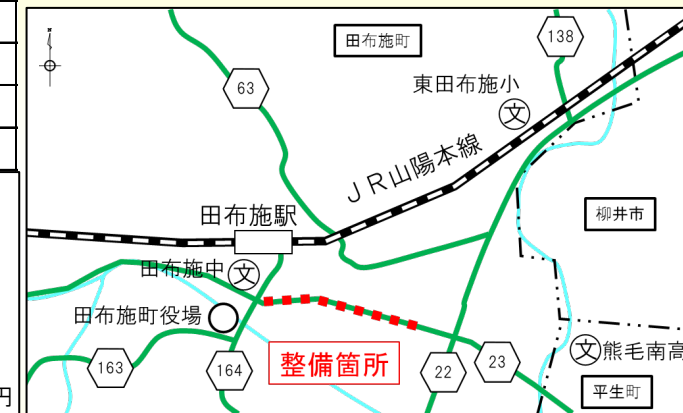 田布施町
138
63
東田布施小
文
JR山陽本線
柳井市
田布施駅
田布施中
文
田布施町役場
整備箇所
文
熊毛南高
163
164
22
23
平生町
円